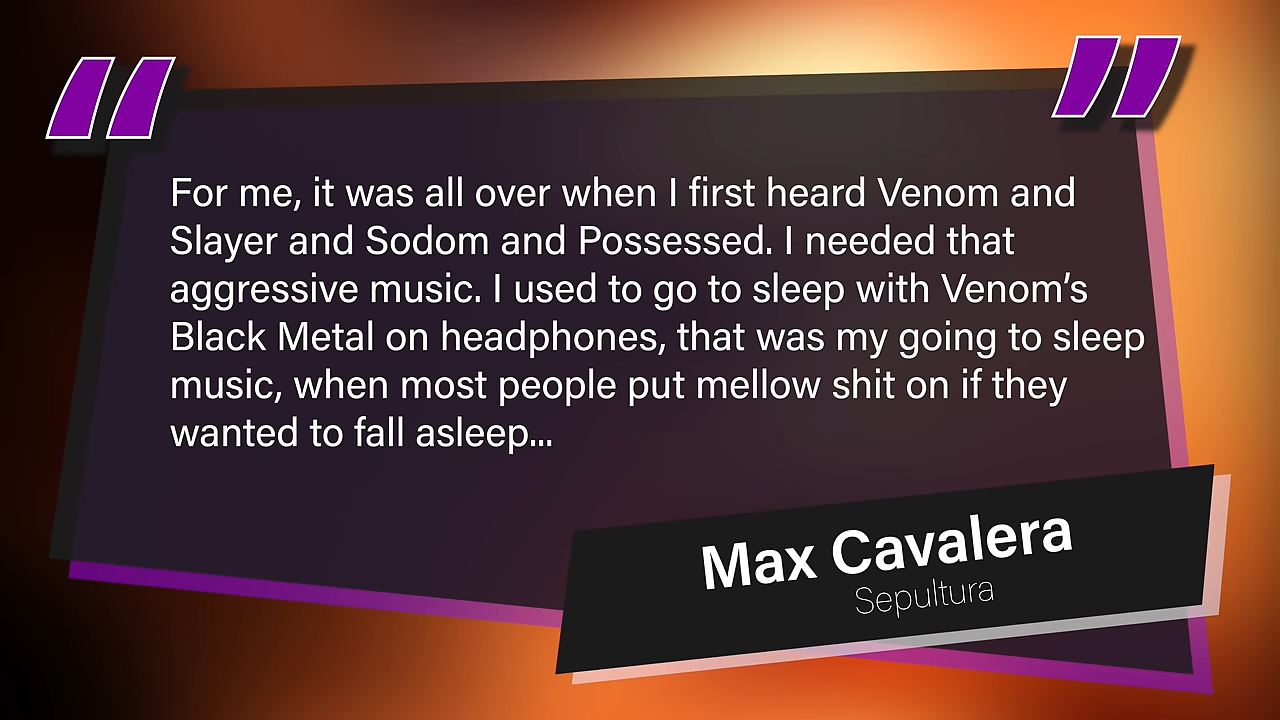 “
”
For me, it was all over when I first heard Venom and
Slayer and Sodom and Possessed. I needed that
aggressive music. I used to go to sleep with Venom’s
Black Metal on headphones, that was my going to sleep
music, when most people put mellow shit on if they
wanted to fall asleep...
Max Cavalera
Sepultura